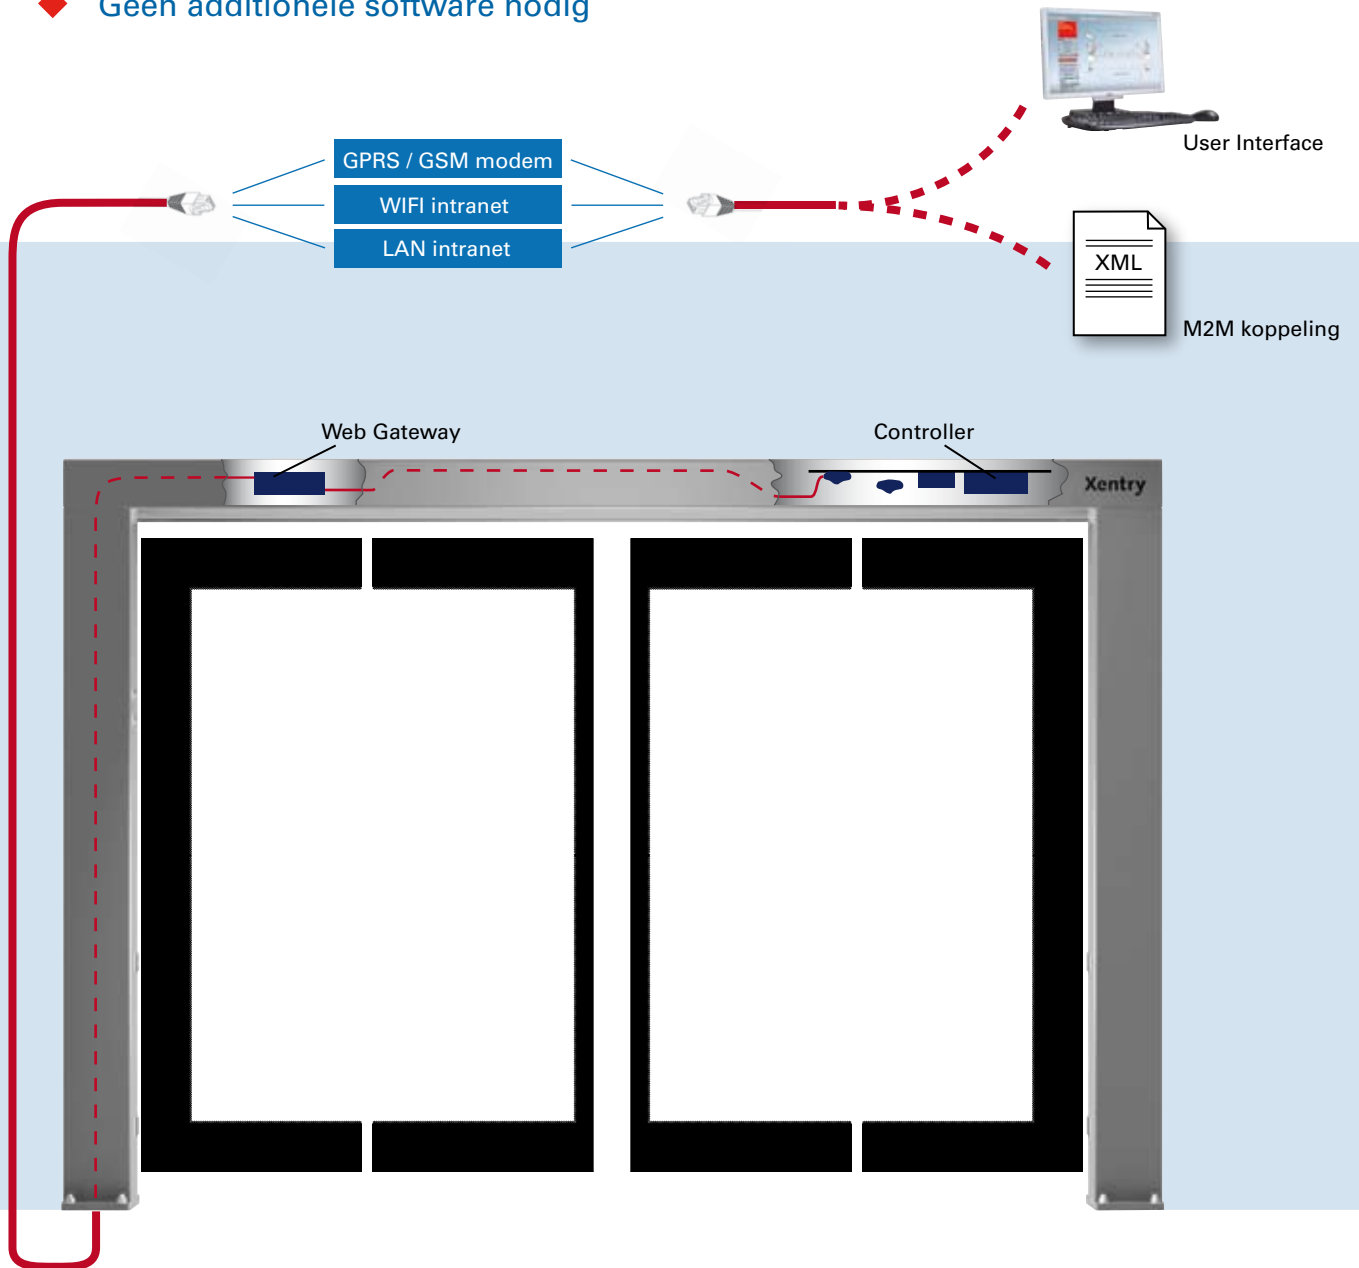 Geen additionele software nodig
User Interface
GPRS / GSM modem
WIFI intranet
LAN intranet
XML
M2M koppeling
Web Gateway
Controller
Xentry